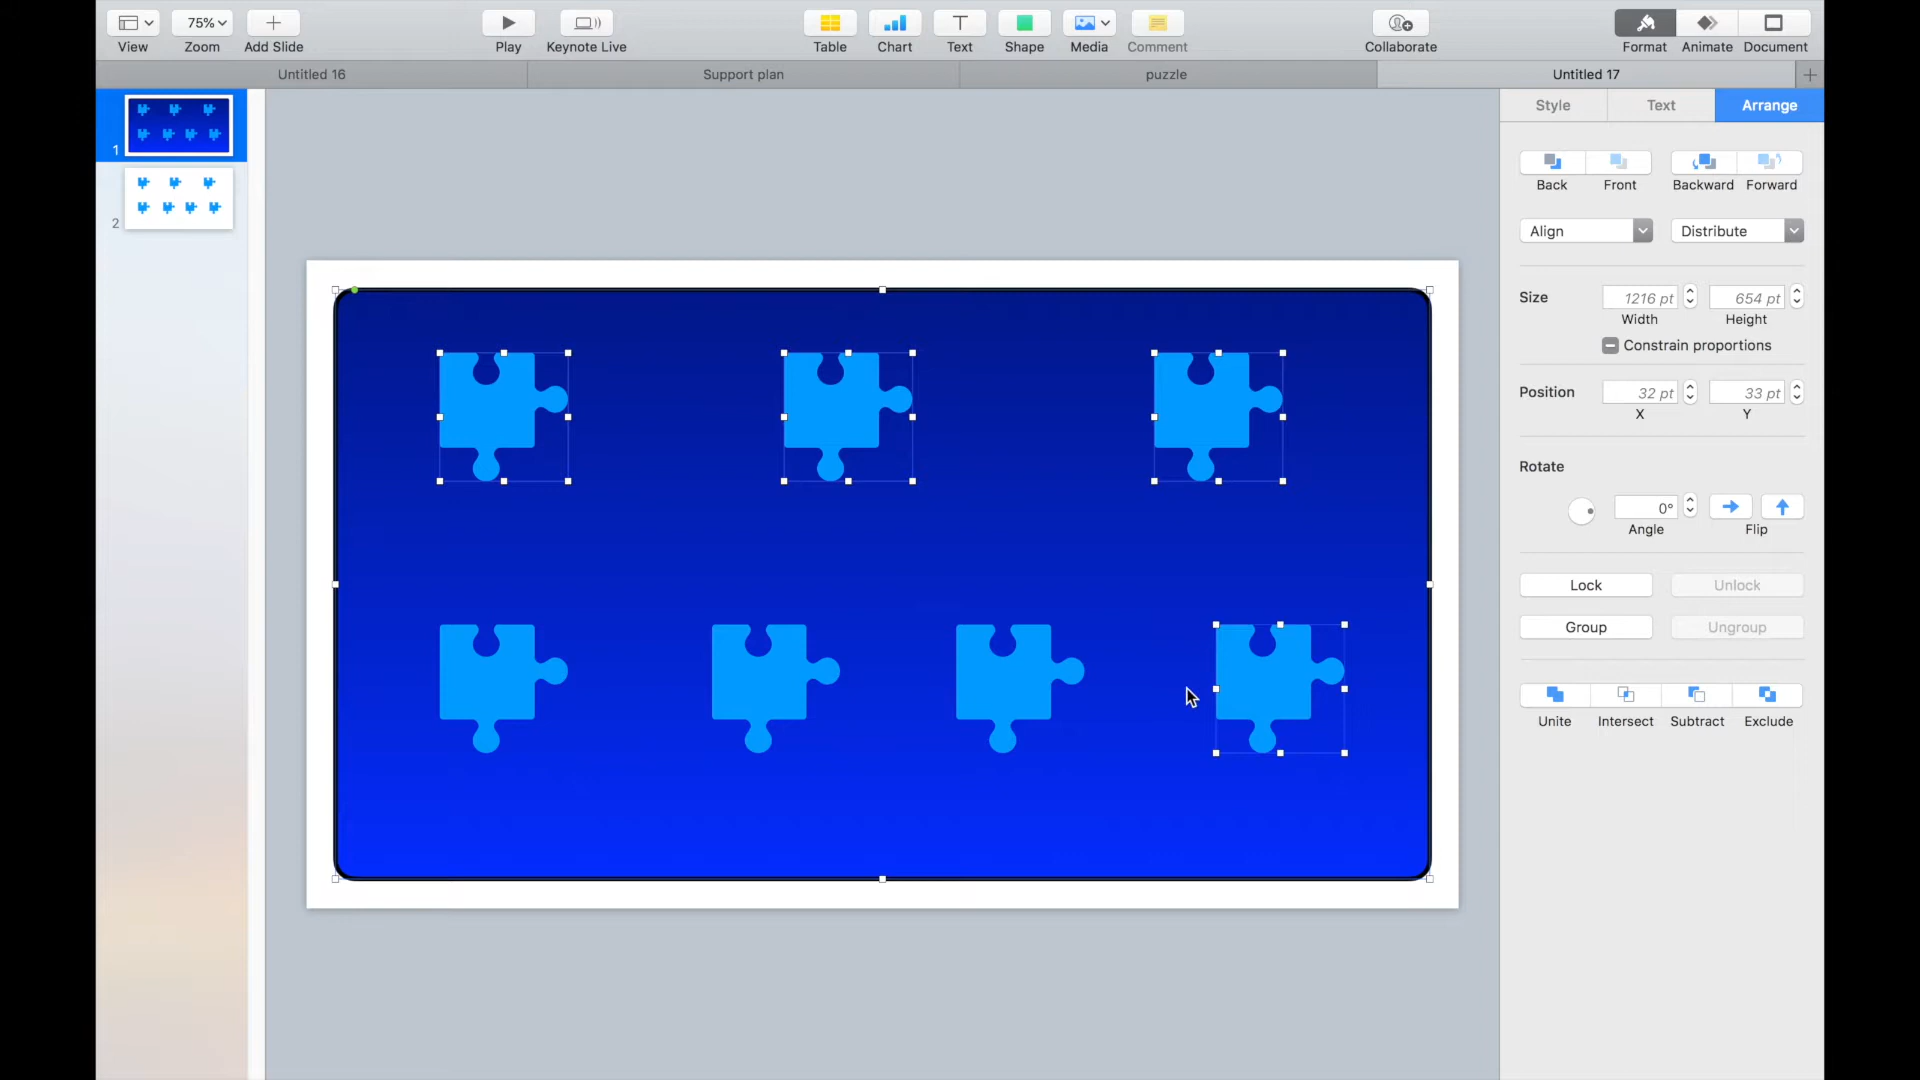 75%
View
Zoom
Add Slide
Play
Keynote Live
Table
Chart
Text
Shape
Media
Comment
Collaborate
Format
Animate
Document
Untitled 16
Support plan
puzzle
Untitled 17
1
2
Style
Text
Arrange
Back
Front
Backward
Forward
Align
Distribute
Size
1216 pt
654 pt
Width
Height
Constrain proportions
Position
32 pt
33 pt
X
Y
Rotate
0°
Angle
Flip
Lock
Unlock
Group
Ungroup
Unite
Intersect
Subtract
Exclude